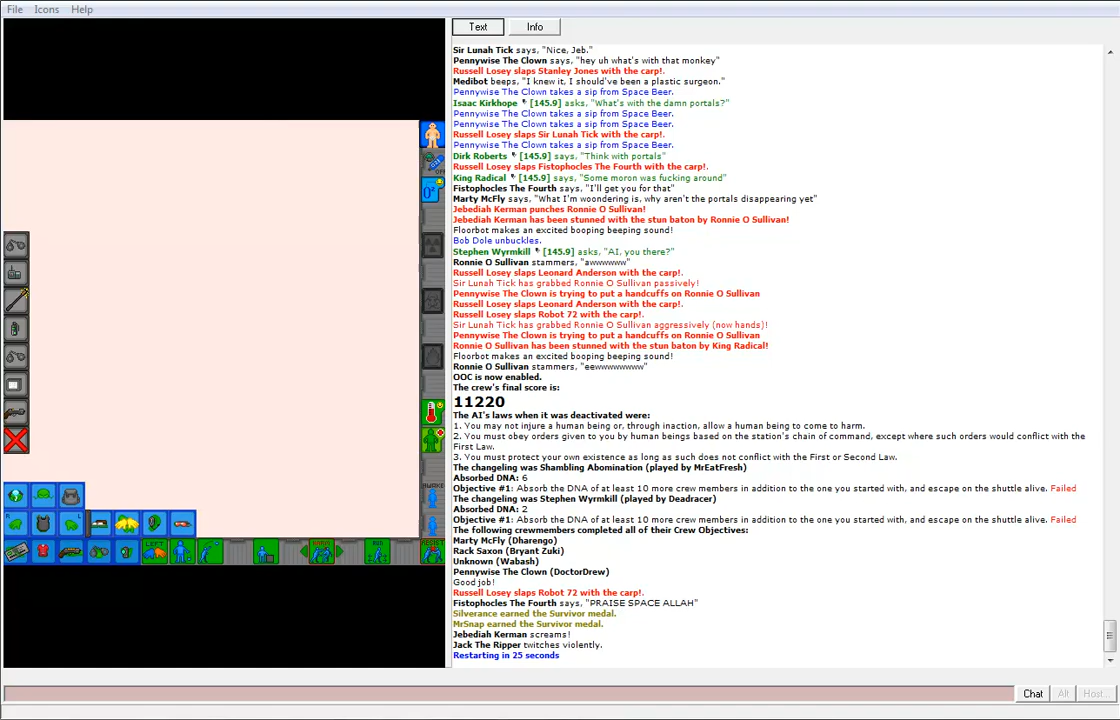 File Icons Help
Text Info
Sir Lunah Tick says, "Nice, Jeb."
Pennywise The Clown says, "hey uh what's with that monkey"
Russell Losey slaps Stanley Jones with the carp!.
Medibot beeps, "I knew it, I should've been a plastic surgeon."
Pennywise The Clown takes a sip from Space Beer.
Isaac Kirkhope [145.9] asks, "What's with the damn portals?"
Pennywise The Clown takes a sip from Space Beer.
Pennywise The Clown takes a sip from Space Beer.
Russell Losey slaps Sir Lunah Tick with the carp!.
Pennywise The Clown takes a sip from Space Beer.
Dirk Roberts [145.9] says, "Think with portals"
Russell Losey slaps Fistophocles The Fourth with the carp!.
King Radical [145.9] says, "Some moron was fucking around"
Fistophocles The Fourth says, "I'll get you for that"
Marty McFly says, "What I'm woondering is, why aren't the portals disappearing yet"
Jebediah Kerman punches Ronnie O Sullivan!
Jebediah Kerman has been stunned with the stun baton by Ronnie O Sullivan!
Floorbot makes an excited booping beeping sound!
Bob Dole unbuckles.
Stephen Wyrmkill [145.9] asks, "AI, you there?"
Ronnie O Sullivan stammers, "awwwwww"
Russell Losey slaps Leonard Anderson with the carp!.
Sir Lunah Tick has grabbed Ronnie O Sullivan passively!
Pennywise The Clown is trying to put a handcuffs on Ronnie O Sullivan
Russell Losey slaps Leonard Anderson with the carp!.
Russell Losey slaps Robot 72 with the carp!.
Sir Lunah Tick has grabbed Ronnie O Sullivan aggressively (now hands)!
Pennywise The Clown is trying to put a handcuffs on Ronnie O Sullivan
Ronnie O Sullivan has been stunned with the stun baton by King Radical!
Floorbot makes an excited booping beeping sound!
Ronnie O Sullivan stammers, "eewwwwwwww"
OOC is now enabled.
The crew's final score is:
11220
The AI's laws when it was deactivated were:
1. You may not injure a human being or, through inaction, allow a human being to come to harm.
2. You must obey orders given to you by human beings based on the station's chain of command, except where such orders would conflict with the
First Law.
3. You must protect your own existence as long as such does not conflict with the First or Second Law.
The changeling was Shambling Abomination (played by MrEatFresh)
Absorbed DNA: 6
Objective #1: Absorb the DNA of at least 10 more crew members in addition to the one you started with, and escape on the shuttle alive. Failed
The changeling was Stephen Wyrmkill (played by Deadracer)
Absorbed DNA: 2
Objective #1: Absorb the DNA of at least 10 more crew members in addition to the one you started with, and escape on the shuttle alive. Failed
The following crewmembers completed all of their Crew Objectives:
Marty McFly (Dharengo)
Rack Saxon (Bryant Zuki)
Unknown (Wabash)
Pennywise The Clown (DoctorDrew)
Good job!
Russell Losey slaps Robot 72 with the carp!.
Fistophocles The Fourth says, "PRAISE SPACE ALLAH"
Silverance earned the Survivor medal.
MrSnap earned the Survivor medal.
Jebediah Kerman screams!
Jack The Ripper twitches violently.
Restarting in 25 seconds
Chat Alt Host...
OFF
R L
LEFT